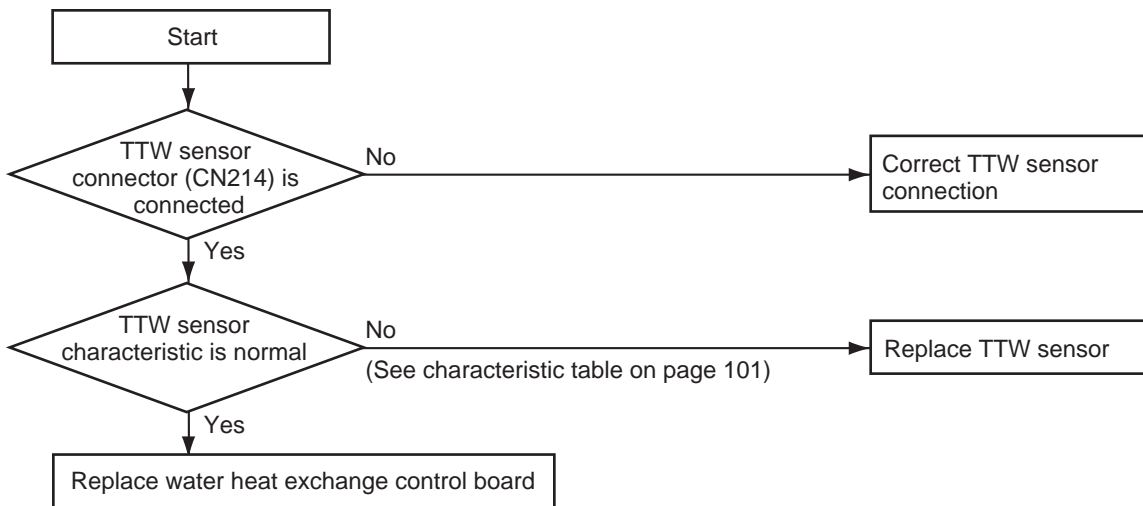 Start
TTW sensor
connector (CN214) is
connected
No
Correct TTW sensor
connection
Yes
TTW sensor
characteristic is normal
No
(See characteristic table on page 101)
Replace TTW sensor
Yes
Replace water heat exchange control board